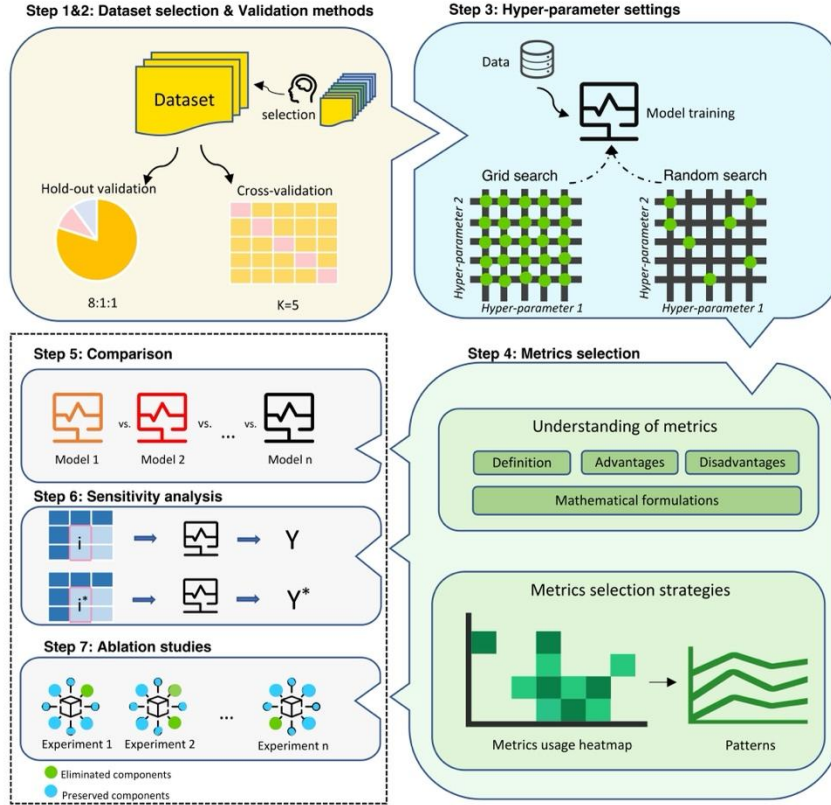 Step 1&2: Dataset selection & Validation methods
Dataset
selection
Hold-out validation
Cross-validation
8:1:1
K=5
Step 3: Hyper-parameter settings
Data
Model training
Grid search
Random search
Hyper-parameter 2
Hyper-parameter 1
Hyper-parameter 2
Hyper-parameter 1
Step 4: Metrics selection
Understanding of metrics
Definition
Advantages
Disadvantages
Mathematical formulations
Metrics selection strategies
Metrics usage heatmap
Patterns
Step 5: Comparison
vs.
vs.
...
vs.
Model 1
Model 2
Model n
Step 6: Sensitivity analysis
i
Y
i*
Y*
Step 7: Ablation studies
...
Experiment 1
Experiment 2
Experiment n
Eliminated components
Preserved components